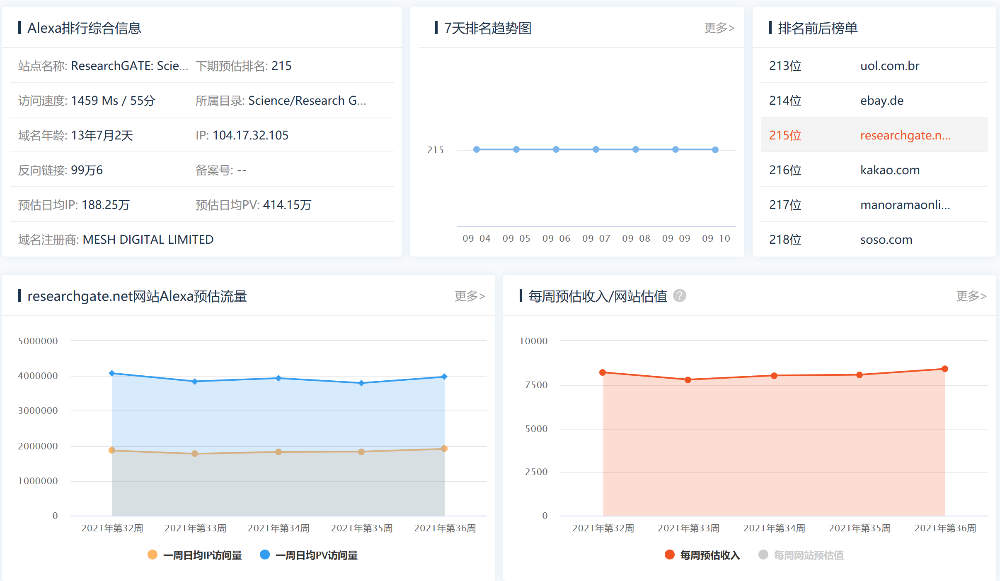 Alexa排行综合信息
站点名称: ResearchGATE: Scie... 下期预估排名: 215
访问速度: 1459 Ms / 55分 所属目录: Science/Research G...
域名年龄: 13年7月2天 IP: 104.17.32.105
反向链接: 99万6 备案号: --
预估日均IP: 188.25万 预估日均PV: 414.15万
域名注册商: MESH DIGITAL LIMITED
7天排名趋势图 更多>
215
09-04 09-05 09-06 09-07 09-08 09-09 09-10
排名前后榜单
213位 uol.com.br
214位 ebay.de
215位 researchgate.n...
216位 kakao.com
217位 manoramaonli...
218位 soso.com
researchgate.net网站Alexa预估流量 更多>
5000000
4000000
3000000
2000000
1000000
0
2021年第32周 2021年第33周 2021年第34周 2021年第35周 2021年第36周
一周日均IP访问量 一周日均PV访问量
每周预估收入/网站估值 ? 更多>
10000
7500
5000
2500
0
2021年第32周 2021年第33周 2021年第34周 2021年第35周 2021年第36周
每周预估收入 每周网站预估值